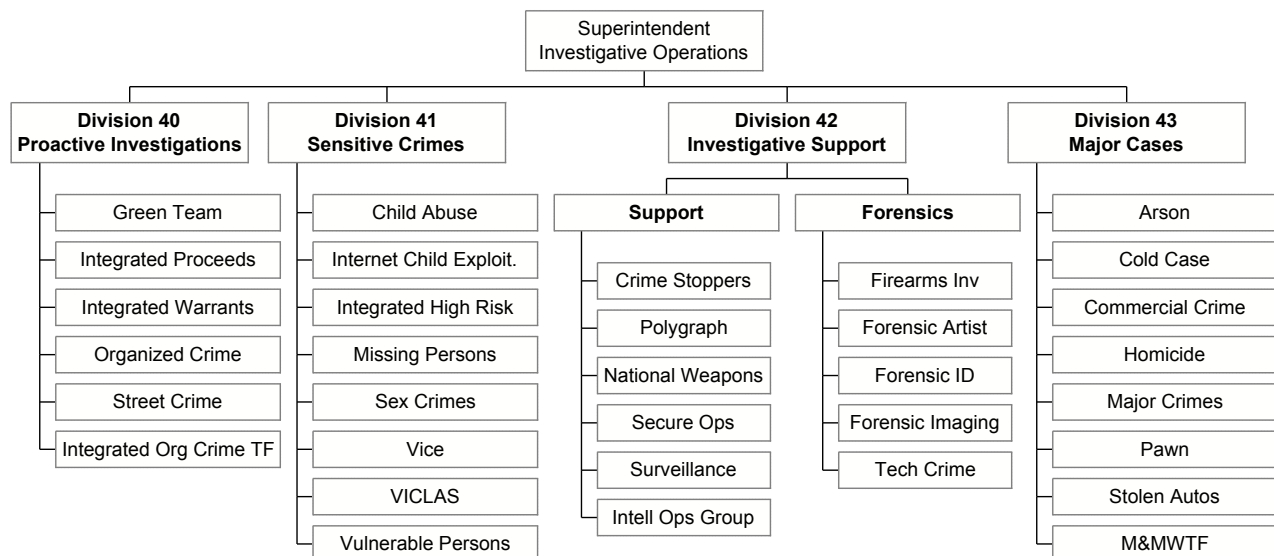 Superintendent
Investigative Operations
Division 40
Proactive Investigations
Division 41
Sensitive Crimes
Division 42
Investigative Support
Division 43
Major Cases
Green Team
Integrated Proceeds
Integrated Warrants
Organized Crime
Street Crime
Integrated Org Crime TF
Child Abuse
Internet Child Exploit.
Integrated High Risk
Missing Persons
Sex Crimes
Vice
VICLAS
Vulnerable Persons
Support
Crime Stoppers
Polygraph
National Weapons
Secure Ops
Surveillance
Intell Ops Group
Forensics
Firearms Inv
Forensic Artist
Forensic ID
Forensic Imaging
Tech Crime
Arson
Cold Case
Commercial Crime
Homicide
Major Crimes
Pawn
Stolen Autos
M&MWTF